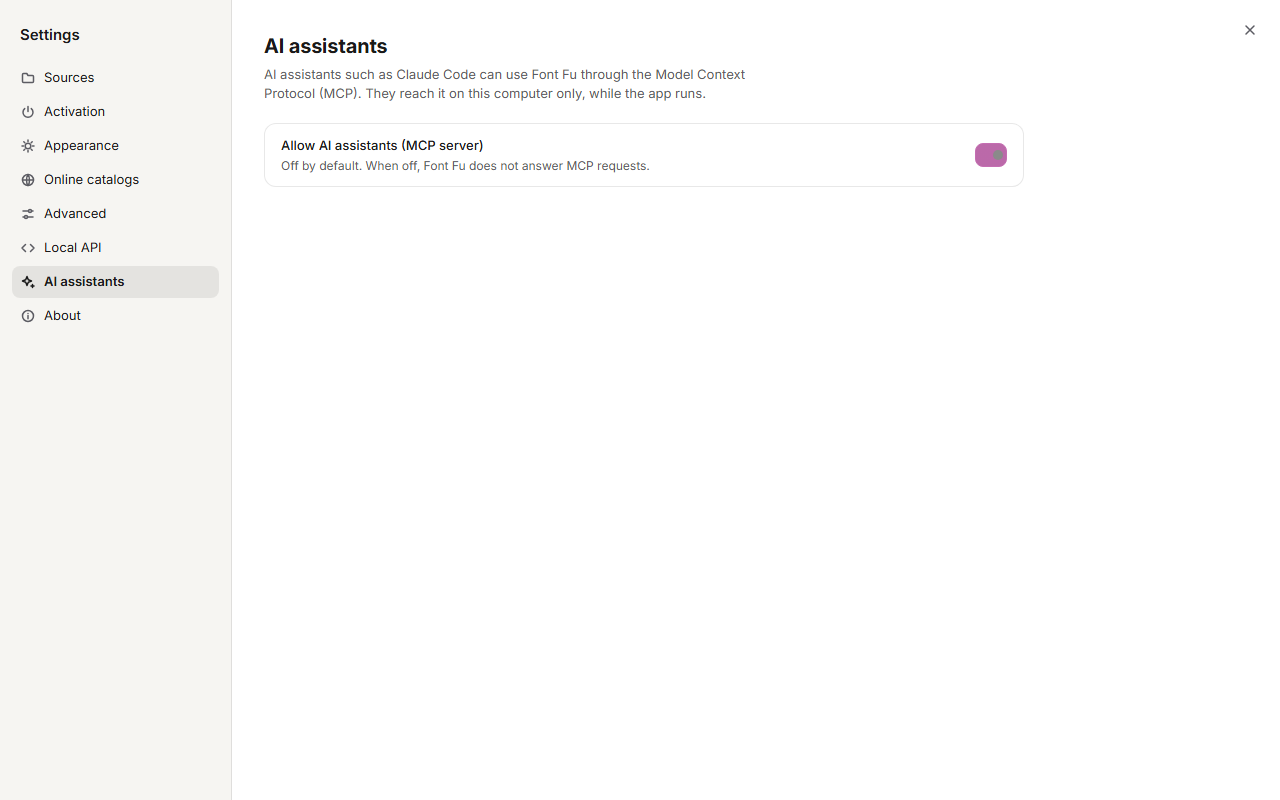 Settings
Sources
Activation
Appearance
Online catalogs
Advanced
Local API
AI assistants
About
AI assistants
AI assistants such as Claude Code can use Font Fu through the Model Context
Protocol (MCP). They reach it on this computer only, while the app runs.
Allow AI assistants (MCP server)
Off by default. When off, Font Fu does not answer MCP requests.